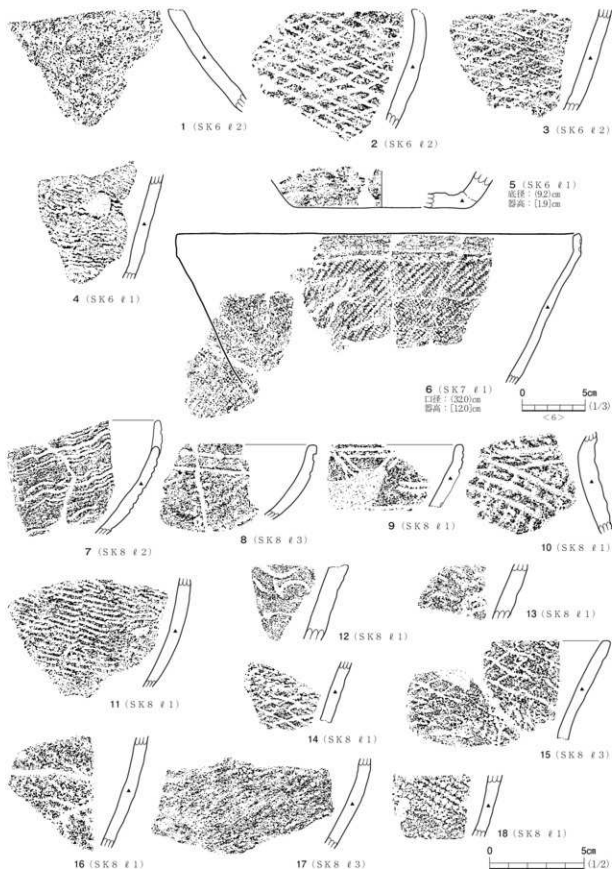 1 (SK6 ℓ2)
2 (SK6 ℓ2)
3 (SK6 ℓ2)
4 (SK6 ℓ1)
5 (SK6 ℓ1)
底径：(9.2)㎝
器高：[1.9]㎝
6 (SK7 ℓ1)
口径：(32.0)㎝
器高：[12.0]㎝
0 5㎝
(1/3)
<6>
7 (SK8 ℓ2)
8 (SK8 ℓ3)
9 (SK8 ℓ1)
10 (SK8 ℓ1)
11 (SK8 ℓ1)
12 (SK8 ℓ1)
13 (SK8 ℓ1)
14 (SK8 ℓ1)
15 (SK8 ℓ3)
16 (SK8 ℓ1)
17 (SK8 ℓ3)
18 (SK8 ℓ1)
0 5㎝
(1/2)